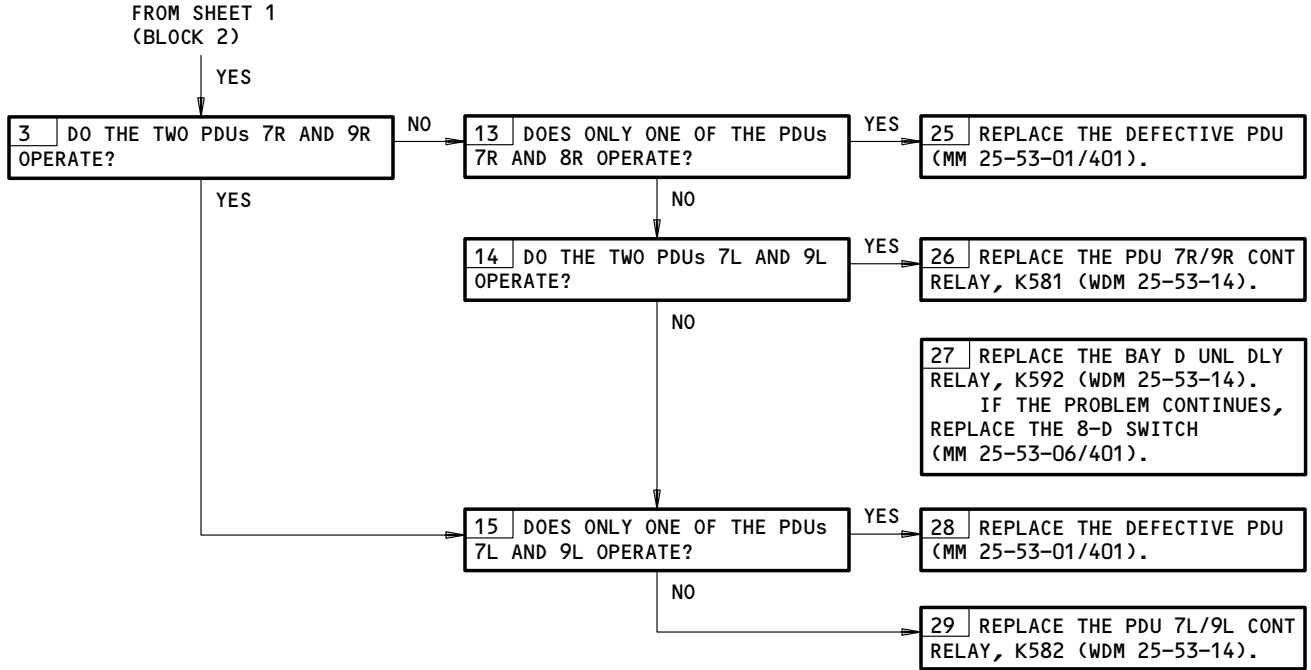 FROM SHEET 1
(BLOCK 2)
YES
3 DO THE TWO PDUs 7R AND 9R
OPERATE?
NO
13 DOES ONLY ONE OF THE PDUs
7R AND 8R OPERATE?
YES
25 REPLACE THE DEFECTIVE PDU
(MM 25-53-01/401).
YES
NO
14 DO THE TWO PDUs 7L AND 9L
OPERATE?
YES
26 REPLACE THE PDU 7R/9R CONT
RELAY, K581 (WDM 25-53-14).
NO
27 REPLACE THE BAY D UNL DLY
RELAY, K592 (WDM 25-53-14).
IF THE PROBLEM CONTINUES,
REPLACE THE 8-D SWITCH
(MM 25-53-06/401).
15 DOES ONLY ONE OF THE PDUs
7L AND 9L OPERATE?
YES
28 REPLACE THE DEFECTIVE PDU
(MM 25-53-01/401).
NO
29 REPLACE THE PDU 7L/9L CONT
RELAY, K582 (WDM 25-53-14).